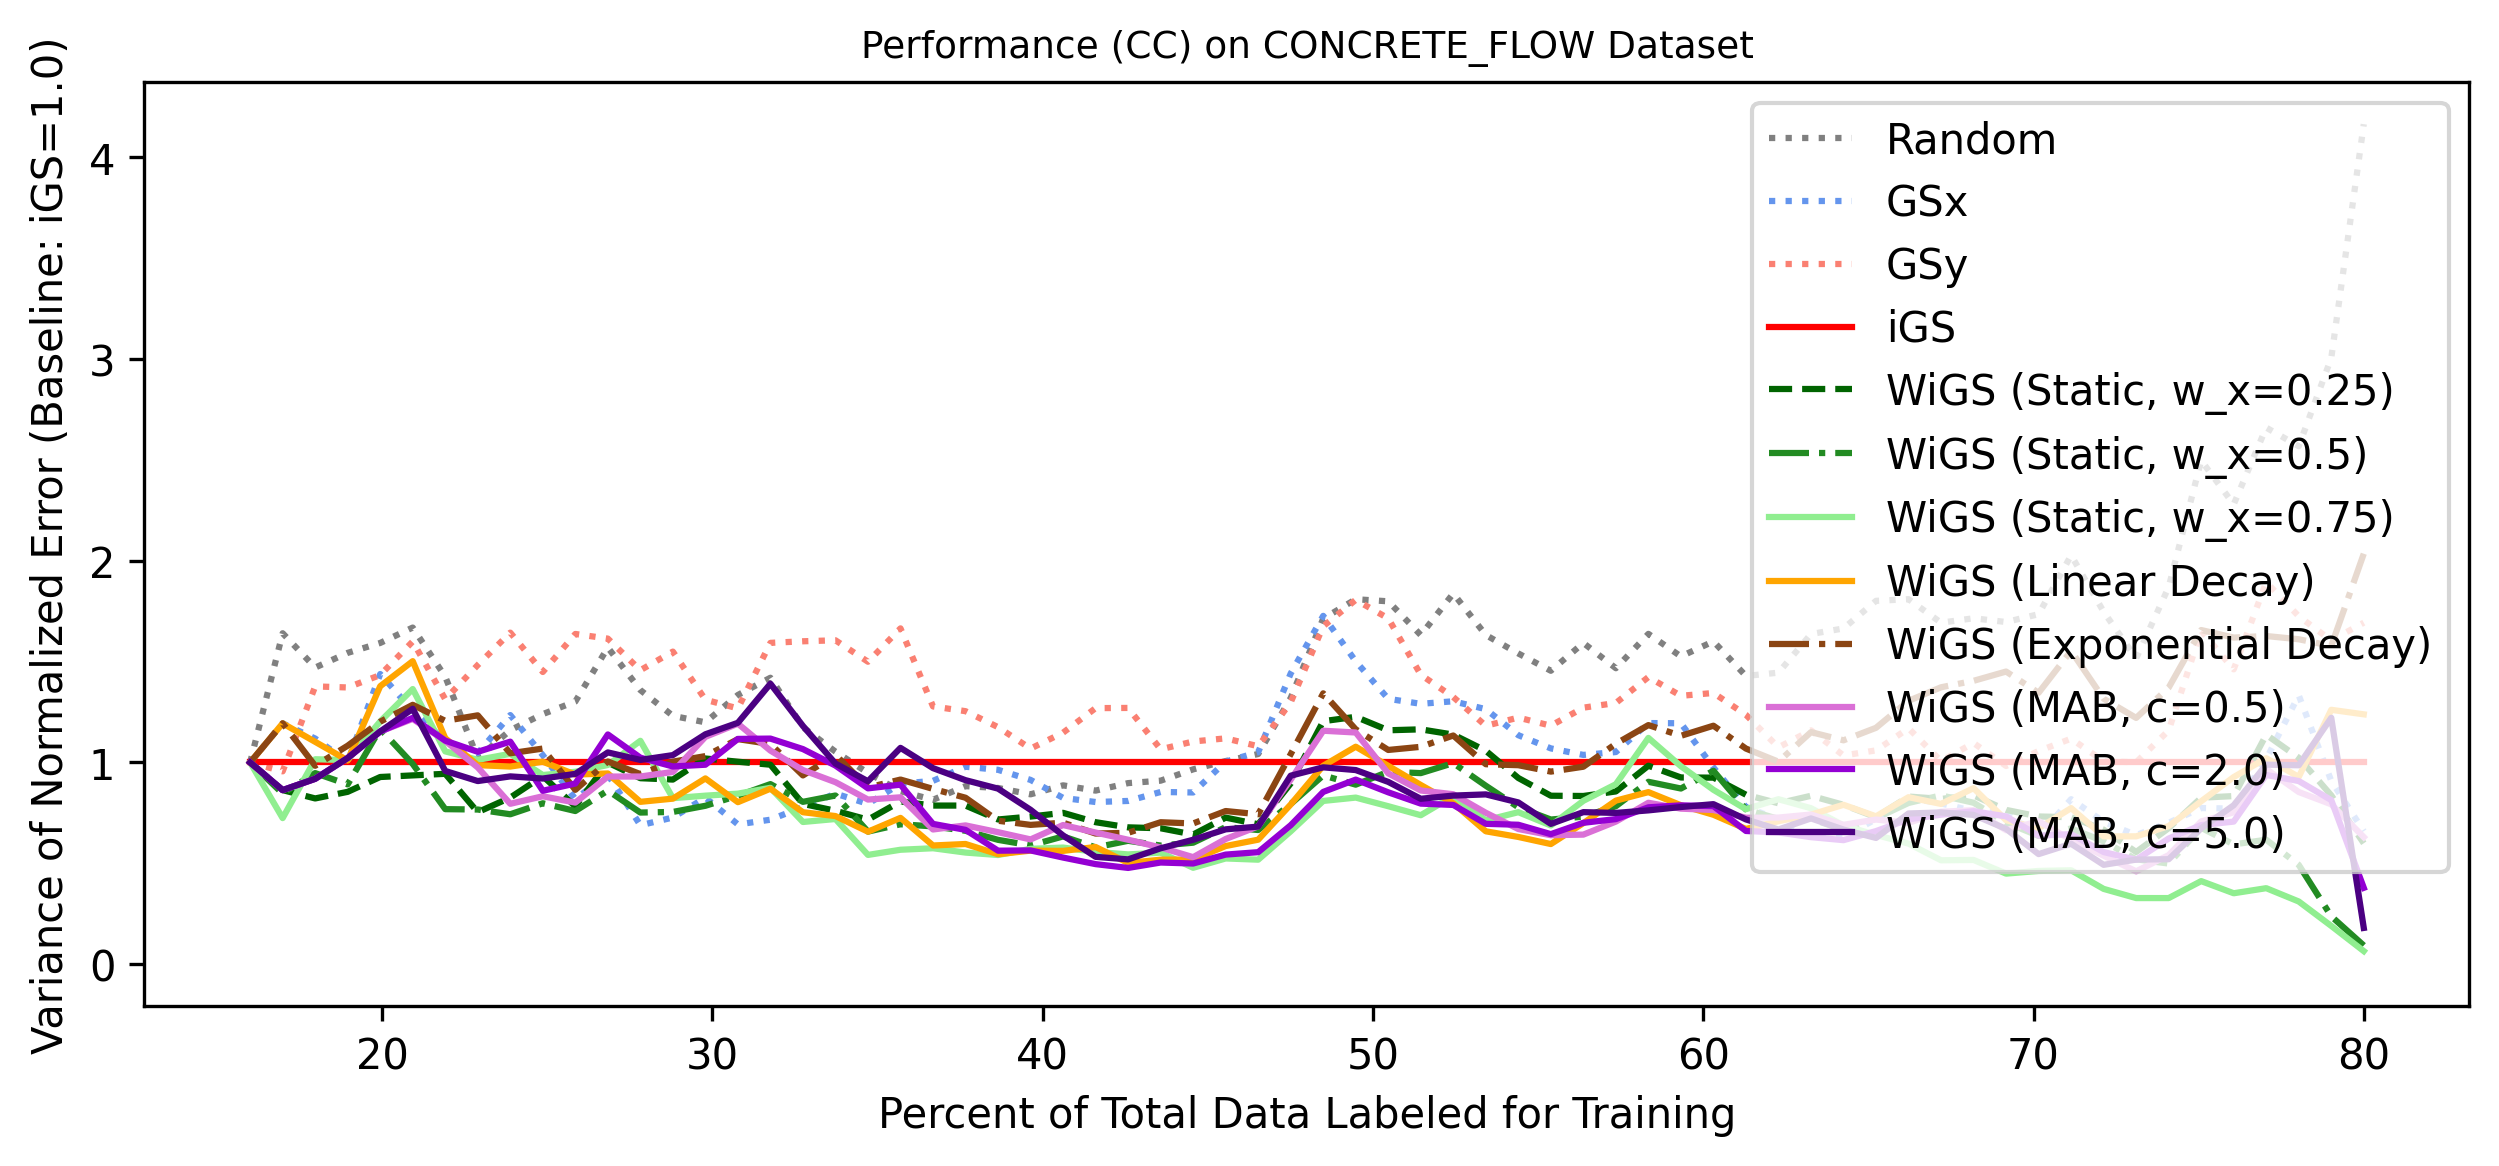 Performance (CC) on CONCRETE_FLOW Dataset
Variance of Normalized Error (Baseline: iGS=1.0)
4
3
2
1
0
Random
GSx
GSy
iGS
WiGS (Static, w_x=0.25)
WiGS (Static, w_x=0.5)
WiGS (Static, w_x=0.75)
WiGS (Linear Decay)
WiGS (Exponential Decay)
WiGS (MAB, c=0.5)
WiGS (MAB, c=2.0)
WiGS (MAB, c=5.0)
20 30 40 50 60 70 80
Percent of Total Data Labeled for Training